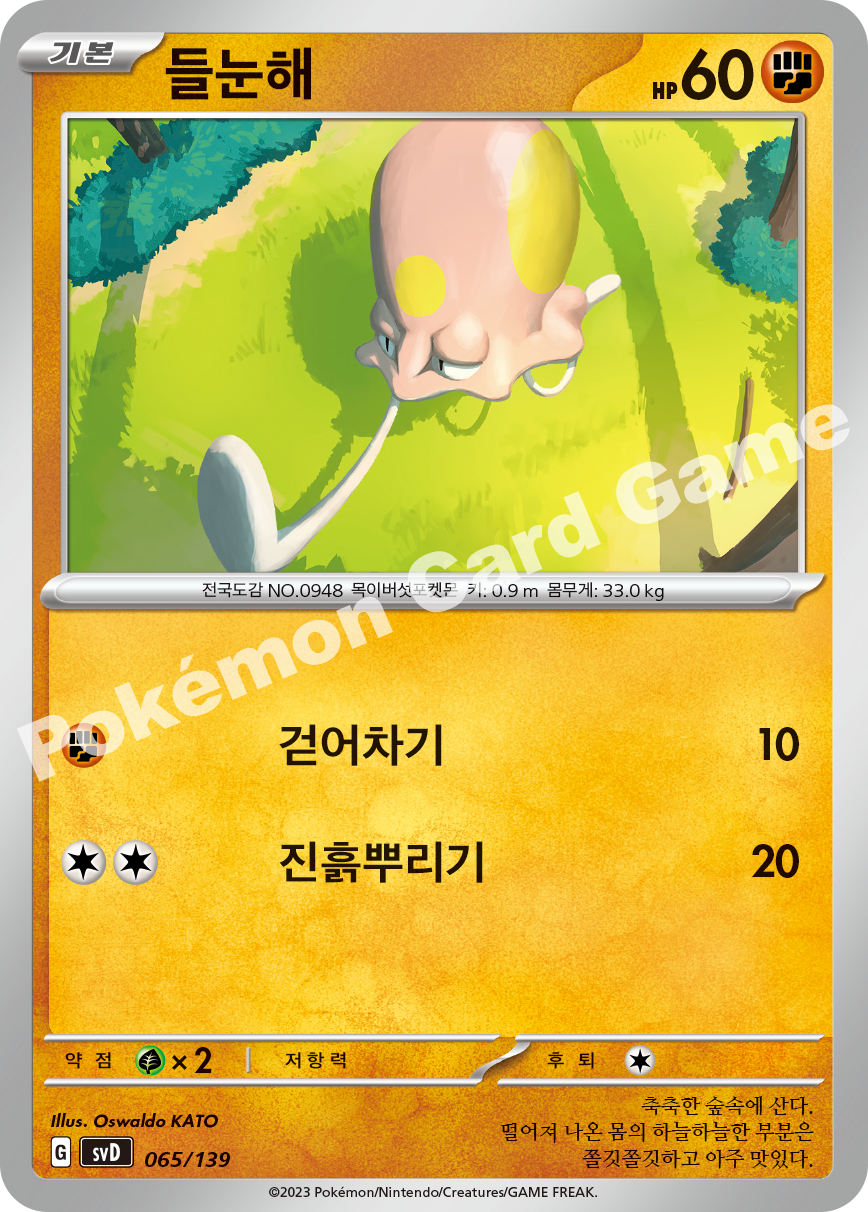 기본
들눈해
HP 60
전국도감 NO.0948 목이버섯포켓몬 키: 0.9 m 몸무게: 33.0 kg
Pokémon Card Game
걷어차기 10
진흙뿌리기 20
약점 ×2 저항력 후퇴
Illus. Oswaldo KATO
축축한 숲속에 산다.
떨어져 나온 몸의 하늘하늘한 부분은
쫄깃쫄깃하고 아주 맛있다.
G svD 065/139
©2023 Pokémon/Nintendo/Creatures/GAME FREAK.